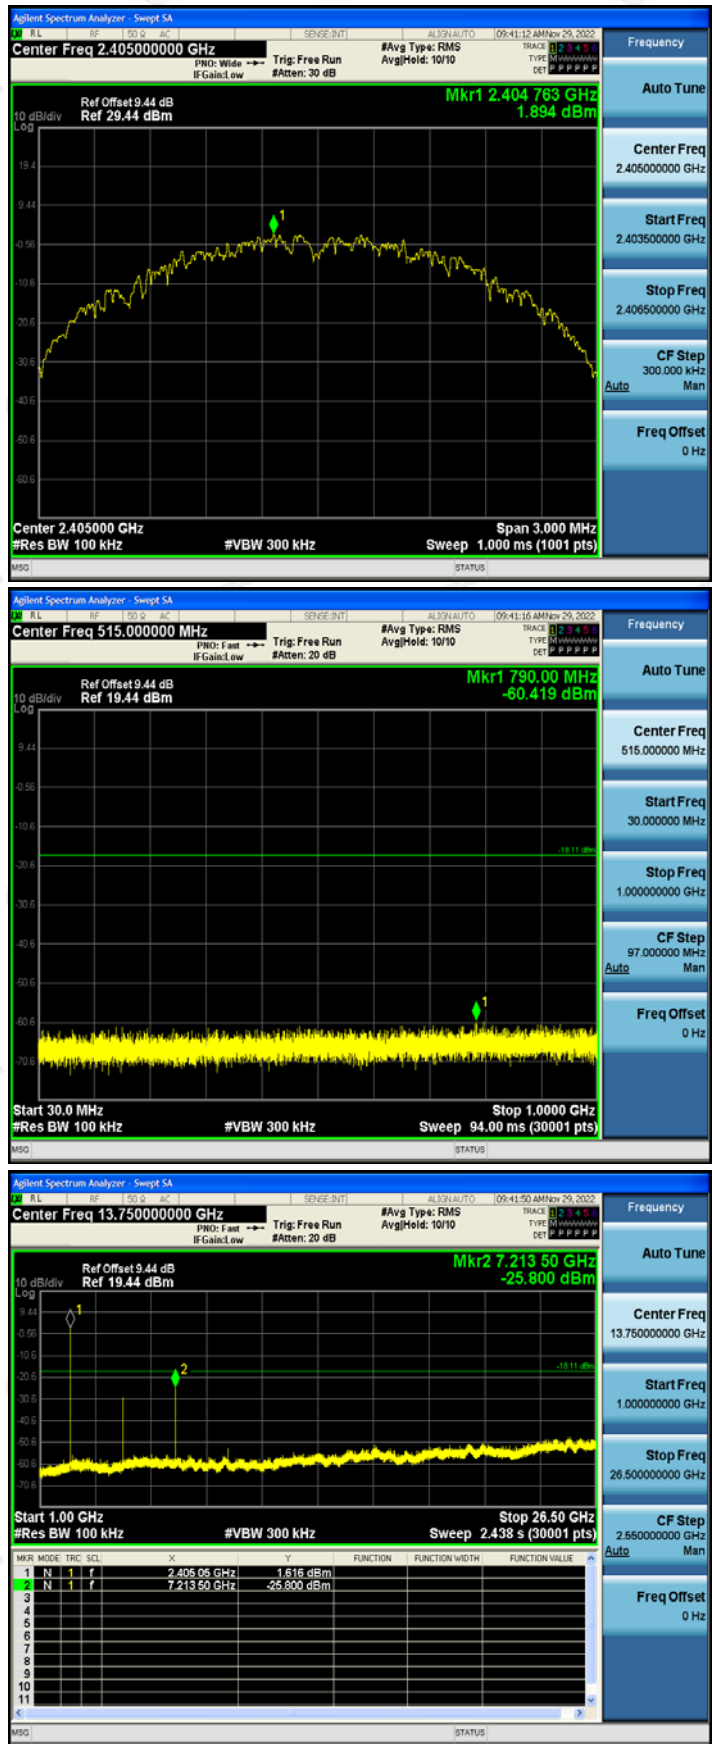 Agilent Spectrum Analyzer - Swept SA
RL RF 50 Ω AC SENSE:INT ALIGNAUTO 09:41:12 AM Nov 29, 2022
Center Freq 2.405000000 GHz
PNO: Wide
IFGain:Low
Trig: Free Run
#Atten: 30 dB
#Avg Type: RMS
Avg|Hold: 10/10
TRACE 1 2 3 4 5 6
TYPE M
DET P P P P P P
Frequency
Auto Tune
Mkr1 2.404 763 GHz
1.894 dBm
Ref Offset 9.44 dB
10 dB/div Ref 29.44 dBm
Log
19.4
9.44
-0.56
-10.6
-20.6
-30.6
-40.6
-50.6
-60.6
1
Center Freq
2.405000000 GHz
Start Freq
2.403500000 GHz
Stop Freq
2.406500000 GHz
CF Step
300.000 kHz
Auto Man
Freq Offset
0 Hz
Center 2.405000 GHz Span 3.000 MHz
#Res BW 100 kHz #VBW 300 kHz Sweep 1.000 ms (1001 pts)
MSG STATUS
Agilent Spectrum Analyzer - Swept SA
RL RF 50 Ω AC SENSE:INT ALIGNAUTO 09:41:16 AM Nov 29, 2022
Center Freq 515.000000 MHz
PNO: Fast
IFGain:Low
Trig: Free Run
#Atten: 20 dB
#Avg Type: RMS
Avg|Hold: 10/10
TRACE 1 2 3 4 5 6
TYPE M
DET P P P P P P
Frequency
Auto Tune
Mkr1 790.00 MHz
-60.419 dBm
Ref Offset 9.44 dB
10 dB/div Ref 19.44 dBm
Log
9.44
-0.56
-10.6
-20.6
-30.6
-40.6
-50.6
-60.6
-70.6
-18.11 dBm
1
Center Freq
515.000000 MHz
Start Freq
30.000000 MHz
Stop Freq
1.000000000 GHz
CF Step
97.000000 MHz
Auto Man
Freq Offset
0 Hz
Start 30.0 MHz Stop 1.0000 GHz
#Res BW 100 kHz #VBW 300 kHz Sweep 94.00 ms (30001 pts)
MSG STATUS
Agilent Spectrum Analyzer - Swept SA
RL RF 50 Ω AC SENSE:INT ALIGNAUTO 09:41:50 AM Nov 29, 2022
Center Freq 13.750000000 GHz
PNO: Fast
IFGain:Low
Trig: Free Run
#Atten: 20 dB
#Avg Type: RMS
Avg|Hold: 10/10
TRACE 1 2 3 4 5 6
TYPE M
DET P P P P P P
Frequency
Auto Tune
Mkr2 7.213 50 GHz
-25.800 dBm
Ref Offset 9.44 dB
10 dB/div Ref 19.44 dBm
Log
9.44
-0.56
-10.6
-20.6
-30.6
-40.6
-50.6
-60.6
-70.6
1
2
-18.11 dBm
Center Freq
13.750000000 GHz
Start Freq
1.000000000 GHz
Stop Freq
26.500000000 GHz
CF Step
2.550000000 GHz
Auto Man
Freq Offset
0 Hz
Start 1.00 GHz Stop 26.50 GHz
#Res BW 100 kHz #VBW 300 kHz Sweep 2.438 s (30001 pts)
MKR MODE TRC SCL X Y FUNCTION FUNCTION WIDTH FUNCTION VALUE
1 N 1 f 2.405 05 GHz 1.616 dBm
2 N 1 f 7.213 50 GHz -25.800 dBm
3
4
5
6
7
8
9
10
11
MSG STATUS